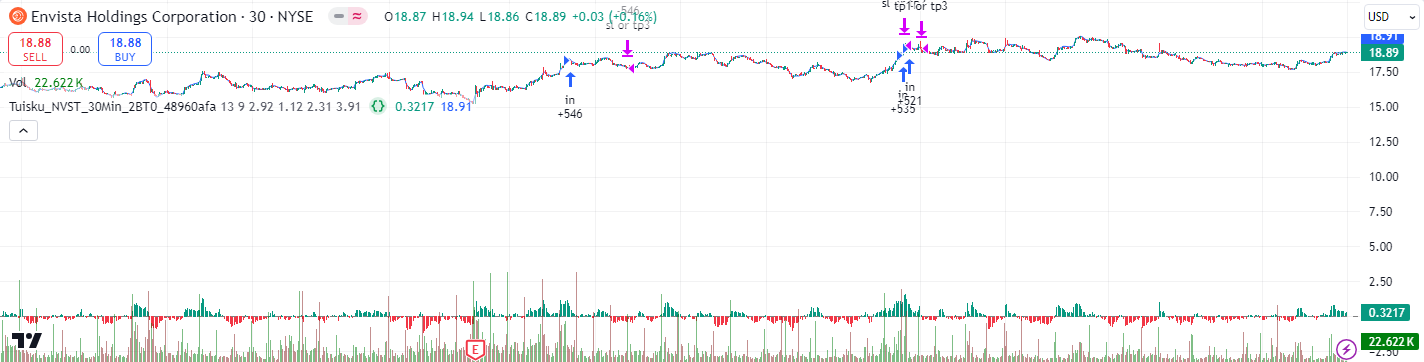 Envista Holdings Corporation · 30 · NYSE
O18.87 H18.94 L18.86 C18.89 +0.03 (+0.16%)
USD
18.88
SELL
0.00
18.88
BUY
Vol 22.622 K
Tuisku_NVST_30Min_2BT0_48960afa 13 9 2.92 1.12 2.31 3.91 {} 0.3217 18.91
-546
sl or tp3
in
+546
tp1 or tp3
in
+521
in
+535
18.91
18.89
17.50
15.00
12.50
10.00
7.50
5.00
2.50
0.3217
22.622 K
−2.50
E